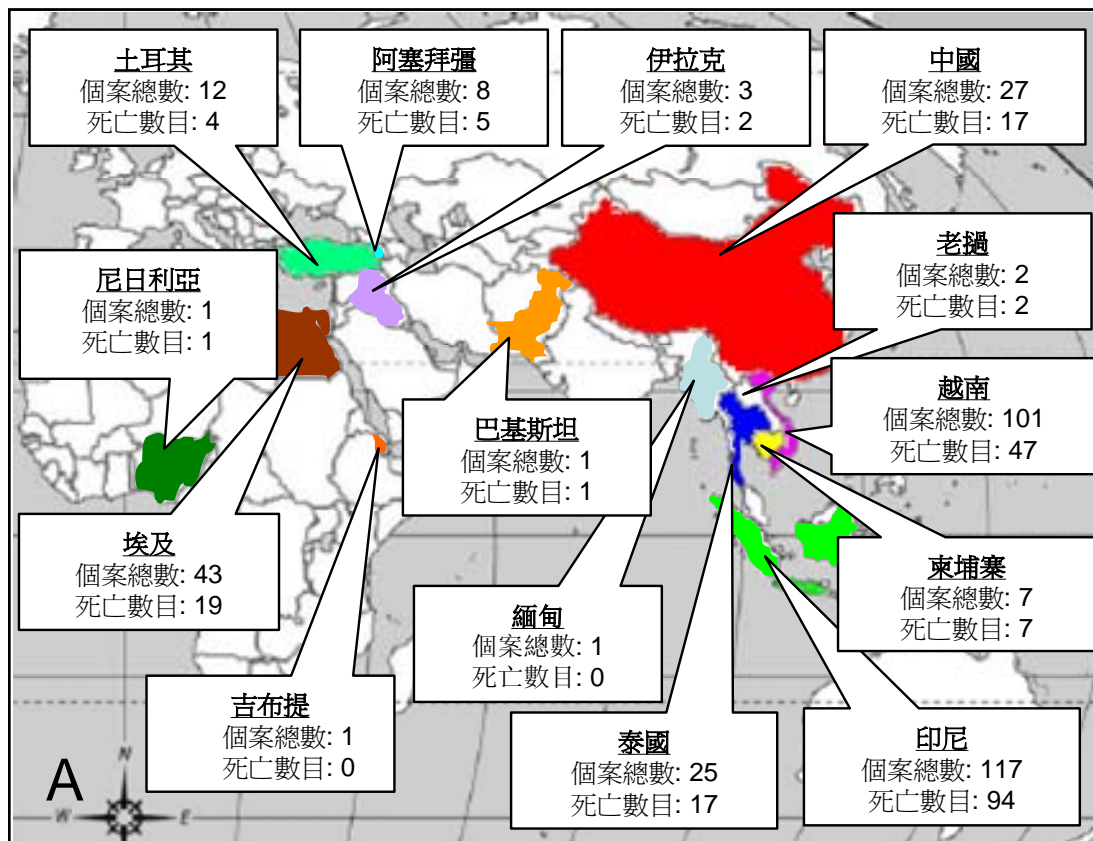 土耳其
個案總數: 12
死亡數目: 4
阿塞拜彊
個案總數: 8
死亡數目: 5
伊拉克
個案總數: 3
死亡數目: 2
中國
個案總數: 27
死亡數目: 17
老撾
個案總數: 2
死亡數目: 2
尼日利亞
個案總數: 1
死亡數目: 1
越南
個案總數: 101
死亡數目: 47
巴基斯坦
個案總數: 1
死亡數目: 1
埃及
個案總數: 43
死亡數目: 19
柬埔寨
個案總數: 7
死亡數目: 7
緬甸
個案總數: 1
死亡數目: 0
吉布提
個案總數: 1
死亡數目: 0
泰國
個案總數: 25
死亡數目: 17
印尼
個案總數: 117
死亡數目: 94
A
N
W
E